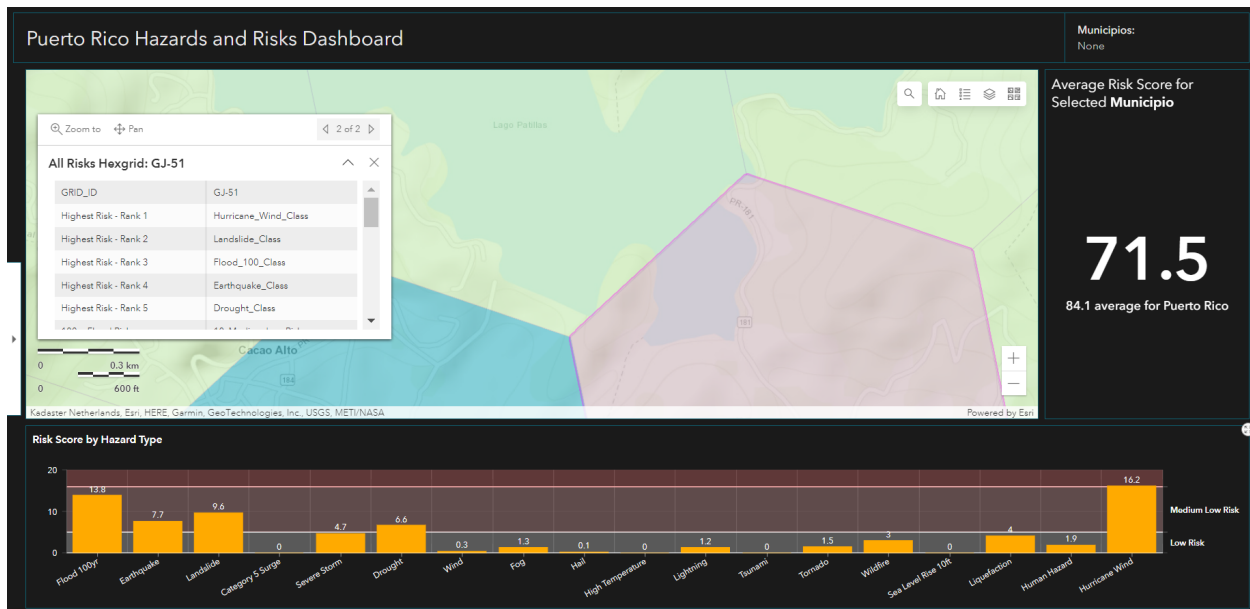 Puerto Rico Hazards and Risks Dashboard
Municipios:
None
Zoom to Pan 2 of 2
All Risks Hexgrid: GJ-51
GRID_ID GJ-51
Highest Risk - Rank 1 Hurricane_Wind_Class
Highest Risk - Rank 2 Landslide_Class
Highest Risk - Rank 3 Flood_100_Class
Highest Risk - Rank 4 Earthquake_Class
Highest Risk - Rank 5 Drought_Class
Lago Patillas
PR-181
181
Cacao Alto
184
0 0.3 km
0 600 ft
+
−
Kadaster Netherlands, Esri, HERE, Garmin, GeoTechnologies, Inc., USGS, METI/NASA
Powered by Esri
Average Risk Score for
Selected Municipio
71.5
84.1 average for Puerto Rico
Risk Score by Hazard Type
20
10
0
13.8 7.7 9.6 0 4.7 6.6 0.3 1.3 0.1 0 1.2 0 1.5 3 0 4 1.9 16.2
Medium Low Risk
Low Risk
Flood 100yr Earthquake Landslide Category 5 Surge Severe Storm Drought Wind Fog Hail High Temperature Lightning Tsunami Tornado Wildfire Sea Level Rise 10ft Liquefaction Human Hazard Hurricane Wind